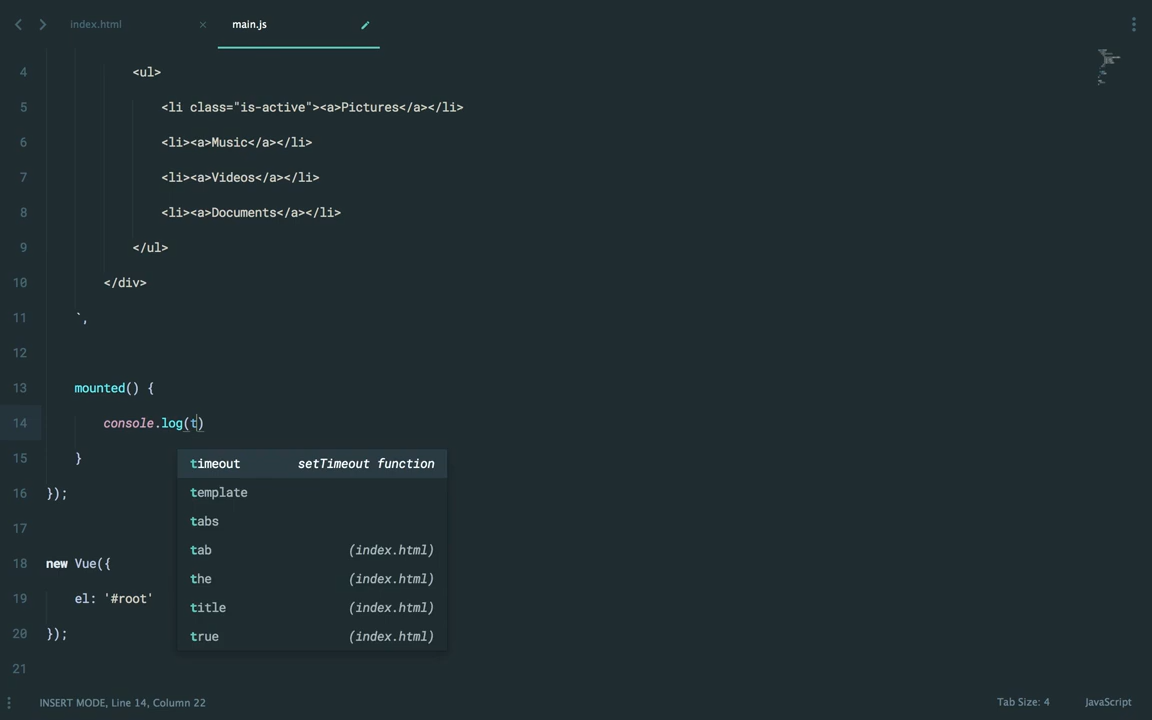 index.html
main.js
4 <ul>
5 <li class="is-active"><a>Pictures</a></li>
6 <li><a>Music</a></li>
7 <li><a>Videos</a></li>
8 <li><a>Documents</a></li>
9 </ul>
10 </div>
11 `,
12
13 mounted() {
14 console.log(t)
15 }
16 });
17
18 new Vue({
19 el: '#root'
20 });
21
timeout setTimeout function
template
tabs
tab (index.html)
the (index.html)
title (index.html)
true (index.html)
INSERT MODE, Line 14, Column 22
Tab Size: 4
JavaScript